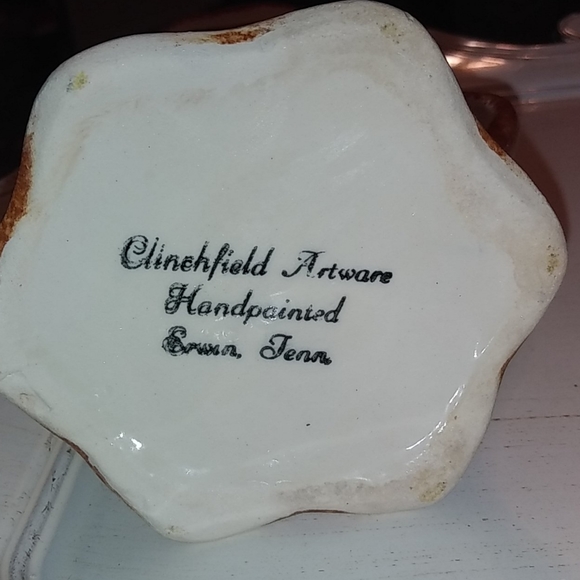 Clinchfield Artware
Handpainted
Erwin, Tenn.